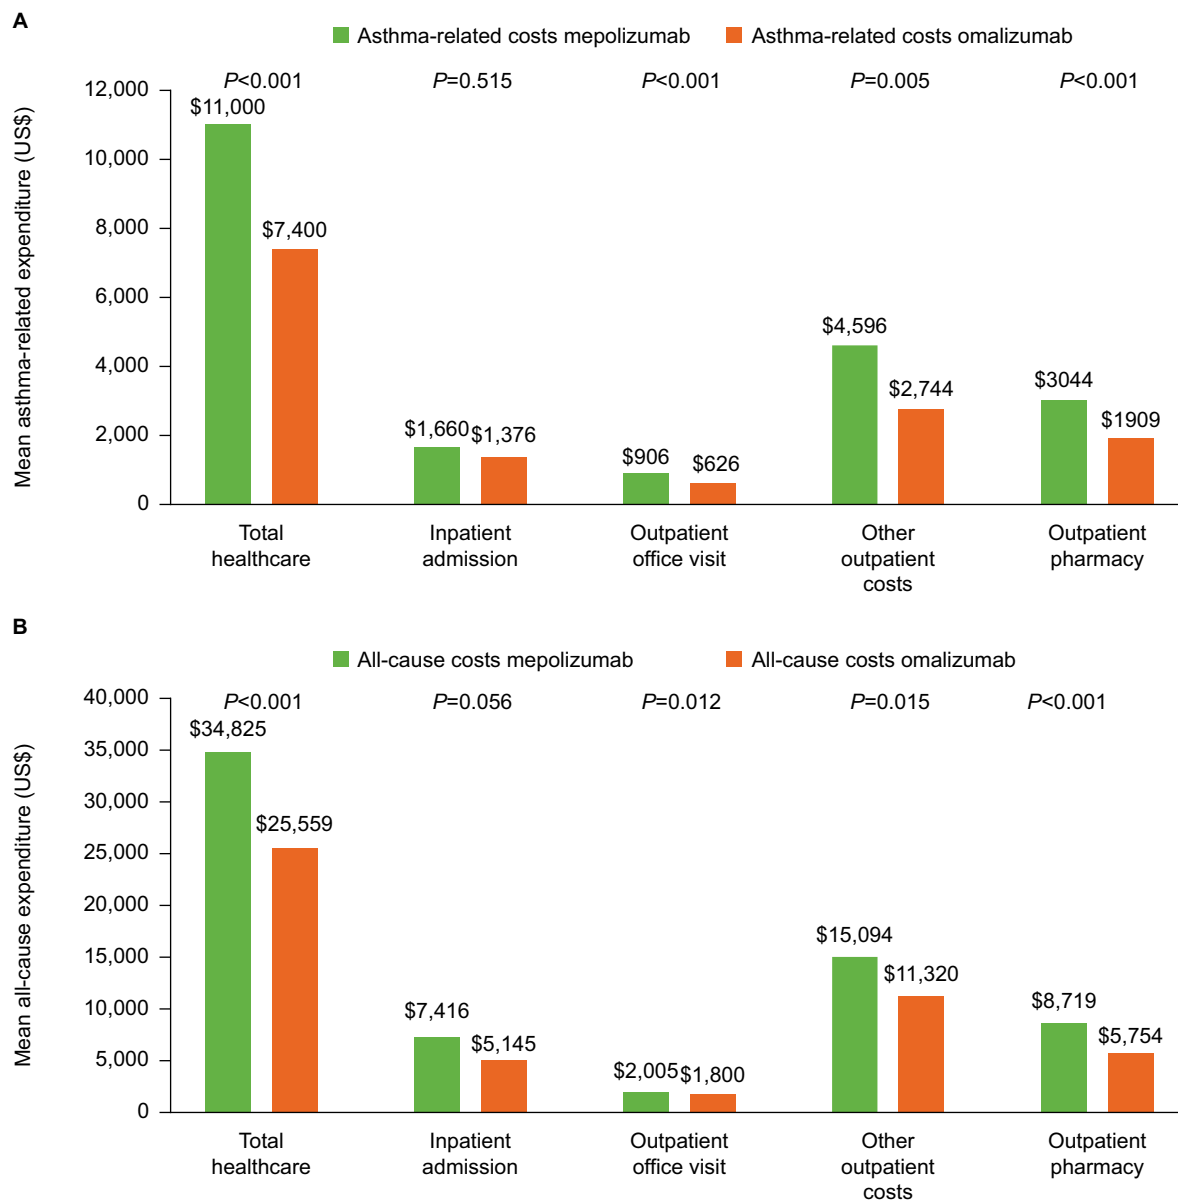 A
Asthma-related costs mepolizumab
Asthma-related costs omalizumab
Mean asthma-related expenditure (US$)
12,000
10,000
8,000
6,000
4,000
2,000
0
P<0.001
P=0.515
P<0.001
P=0.005
P<0.001
$11,000
$7,400
$1,660
$1,376
$906
$626
$4,596
$2,744
$3044
$1909
Total
healthcare
Inpatient
admission
Outpatient
office visit
Other
outpatient
costs
Outpatient
pharmacy
B
All-cause costs mepolizumab
All-cause costs omalizumab
Mean all-cause expenditure (US$)
40,000
35,000
30,000
25,000
20,000
15,000
10,000
5,000
0
P<0.001
P=0.056
P=0.012
P=0.015
P<0.001
$34,825
$25,559
$7,416
$5,145
$2,005
$1,800
$15,094
$11,320
$8,719
$5,754
Total
healthcare
Inpatient
admission
Outpatient
office visit
Other
outpatient
costs
Outpatient
pharmacy